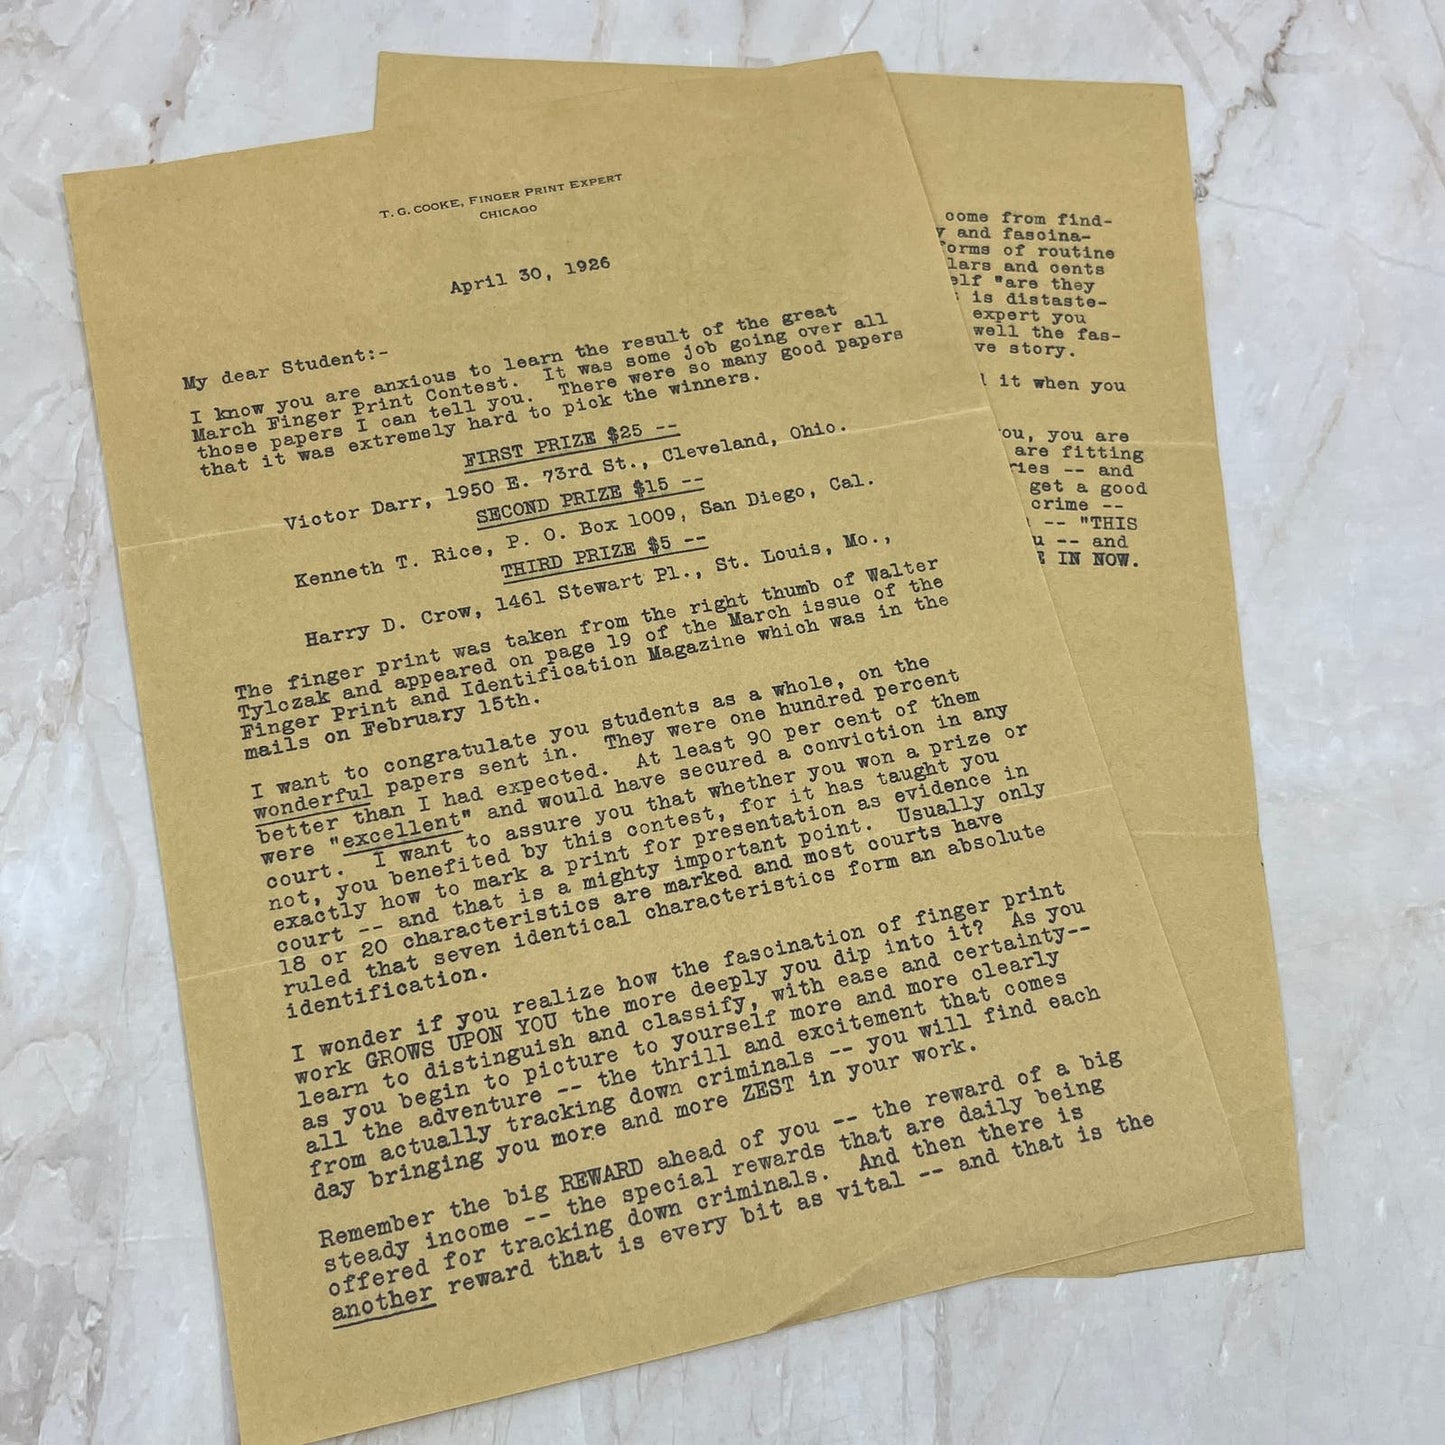 T. G. COOKE, FINGER PRINT EXPERT
CHICAGO
April 30, 1926
My dear Student:-
I know you are anxious to learn the result of the great
March Finger Print Contest. It was some job going over all
those papers I can tell you. There were so many good papers
that it was extremely hard to pick the winners.
FIRST PRIZE $25 --
Victor Darr, 1950 E. 73rd St., Cleveland, Ohio.
SECOND PRIZE $15 --
Kenneth T. Rice, P. O. Box 1009, San Diego, Cal.
THIRD PRIZE $5 --
Harry D. Crow, 1461 Stewart Pl., St. Louis, Mo.,
The finger print was taken from the right thumb of Walter
Tylczak and appeared on page 19 of the March issue of the
Finger Print and Identification Magazine which was in the
mails on February 15th.
I want to congratulate you students as a whole, on the
wonderful papers sent in. They were one hundred percent
better than I had expected. At least 90 per cent of them
were "excellent" and would have secured a conviction in any
court. I want to assure you that whether you won a prize or
not, you benefited by this contest, for it has taught you
exactly how to mark a print for presentation as evidence in
court -- and that is a mighty important point. Usually only
18 or 20 characteristics are marked and most courts have
ruled that seven identical characteristics form an absolute
identification.
I wonder if you realize how the fascination of finger print
work GROWS UPON YOU the more deeply you dip into it? As you
learn to distinguish and classify, with ease and certainty--
as you begin to picture to yourself more and more clearly
all the adventure -- the thrill and excitement that comes
from actually tracking down criminals -- you will find each
day bringing you more and more ZEST in your work.
Remember the big REWARD ahead of you -- the reward of a big
steady income -- the special rewards that are daily being
offered for tracking down criminals. And then there is
another reward that is every bit as vital -- and that is the
come from find-
and fascina-
forms of routine
lars and cents
elf "are they
is distaste-
expert you
well the fas-
ve story.
it when you
ou, you are
are fitting
ries -- and
get a good
crime --
-- "THIS
u -- and
E IN NOW.